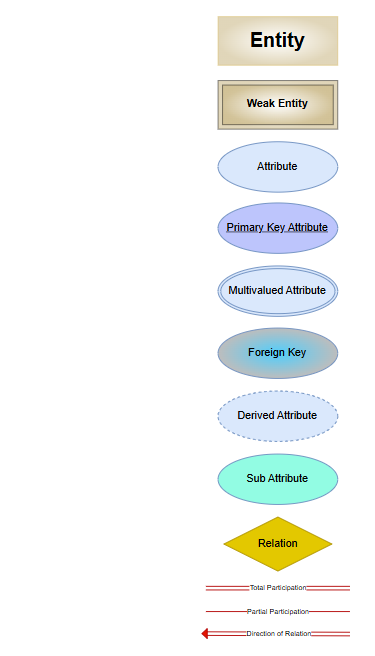 Entity
Weak Entity
Attribute
Primary Key Attribute
Multivalued Attribute
Foreign Key
Derived Attribute
Sub Attribute
Relation
Total Participation
Partial Participation
Direction of Relation